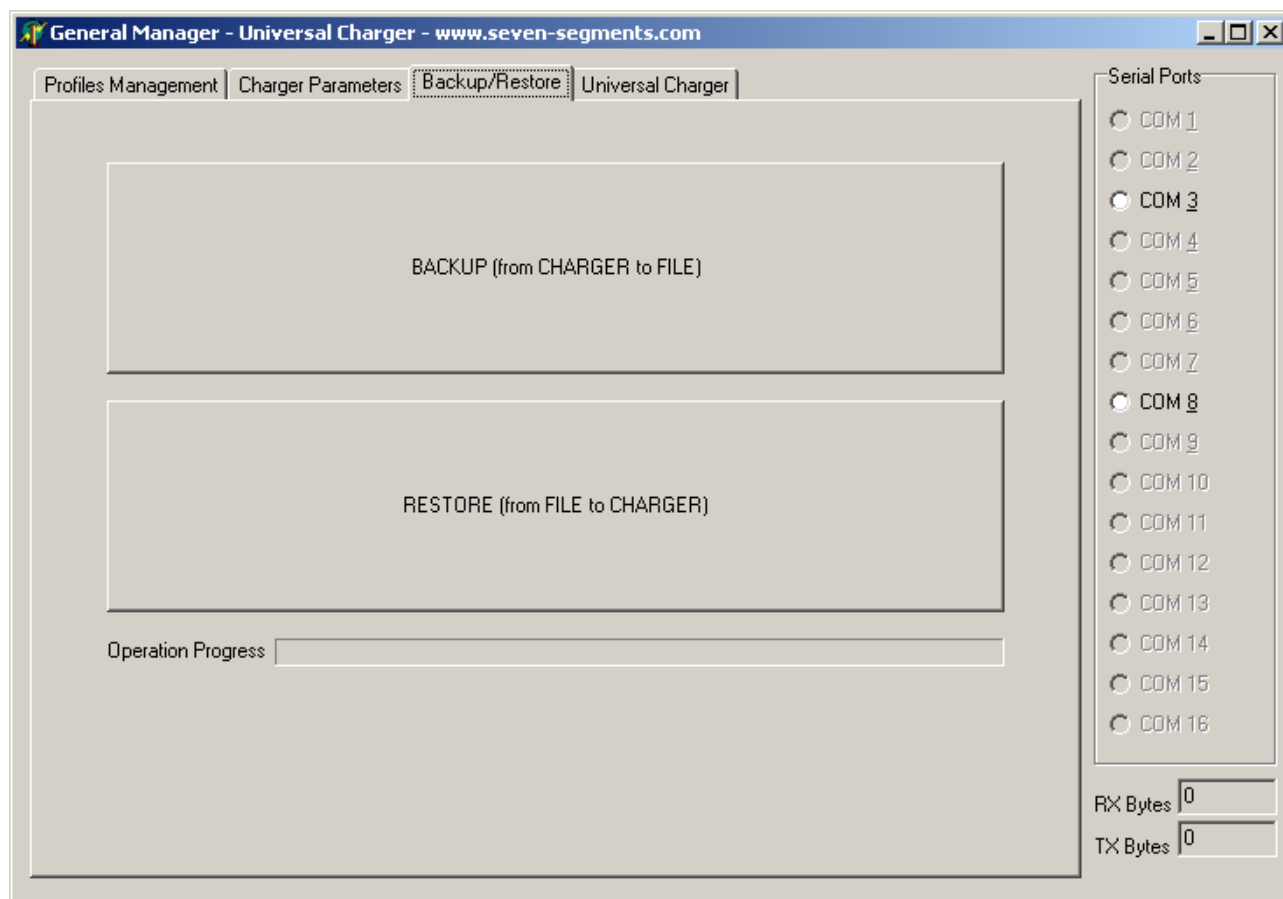 General Manager - Universal Charger - www.seven-segments.com
Profiles Management
Charger Parameters
Backup/Restore
Universal Charger
BACKUP (from CHARGER to FILE)
RESTORE (from FILE to CHARGER)
Operation Progress
Serial Ports
COM 1
COM 2
COM 3
COM 4
COM 5
COM 6
COM 7
COM 8
COM 9
COM 10
COM 11
COM 12
COM 13
COM 14
COM 15
COM 16
RX Bytes 0
TX Bytes 0